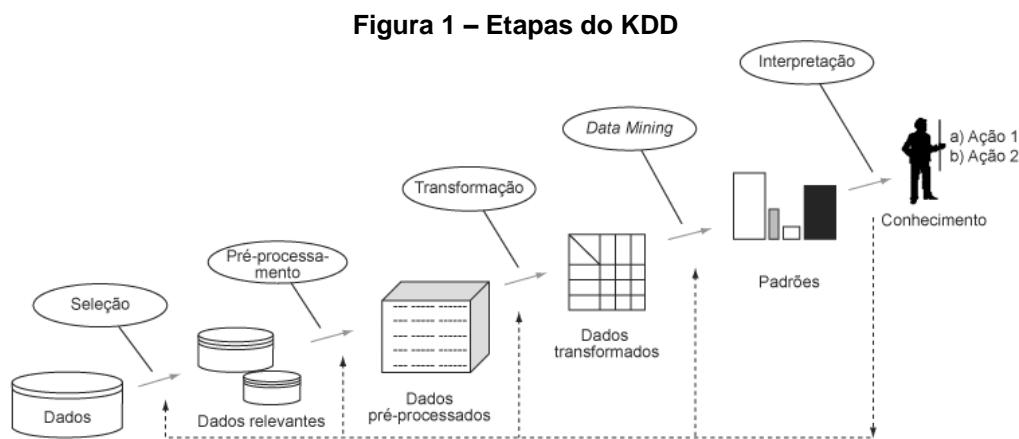 Figura 1 – Etapas do KDD
Interpretação
Data Mining
a) Ação 1
b) Ação 2
Transformação
Conhecimento
Pré-processa-
mento
Padrões
Seleção
Dados
transformados
Dados
Dados relevantes
Dados
pré-processados